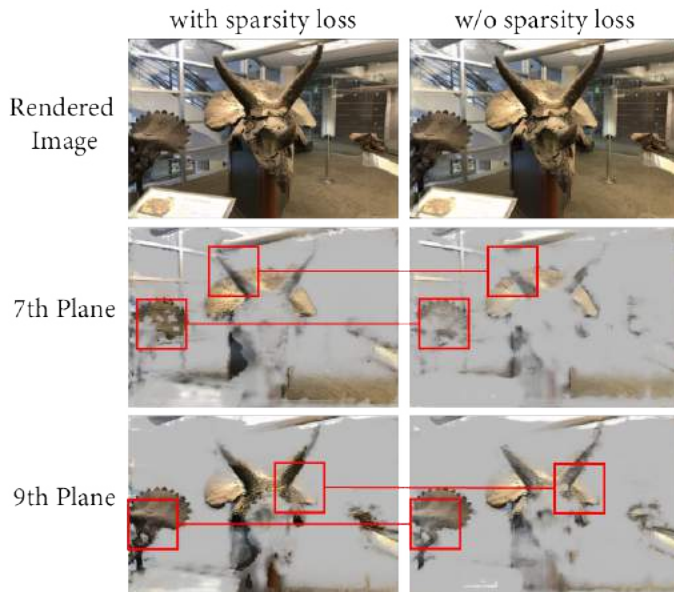 with sparsity loss
w/o sparsity loss
Rendered
Image
7th Plane
9th Plane